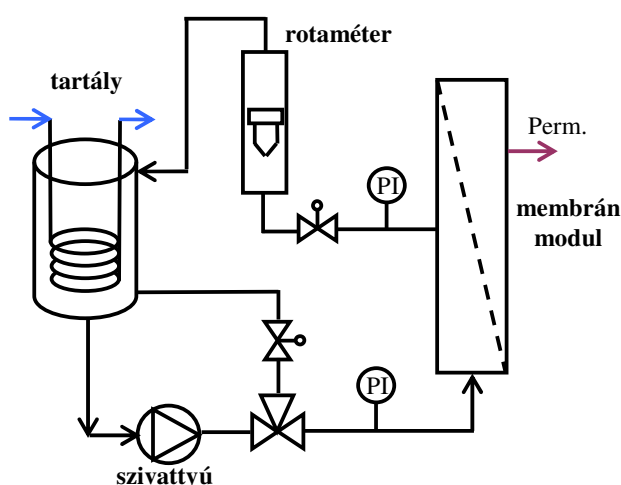 rotaméter
tartály
Perm.
PI
membrán
modul
PI
szivattyú